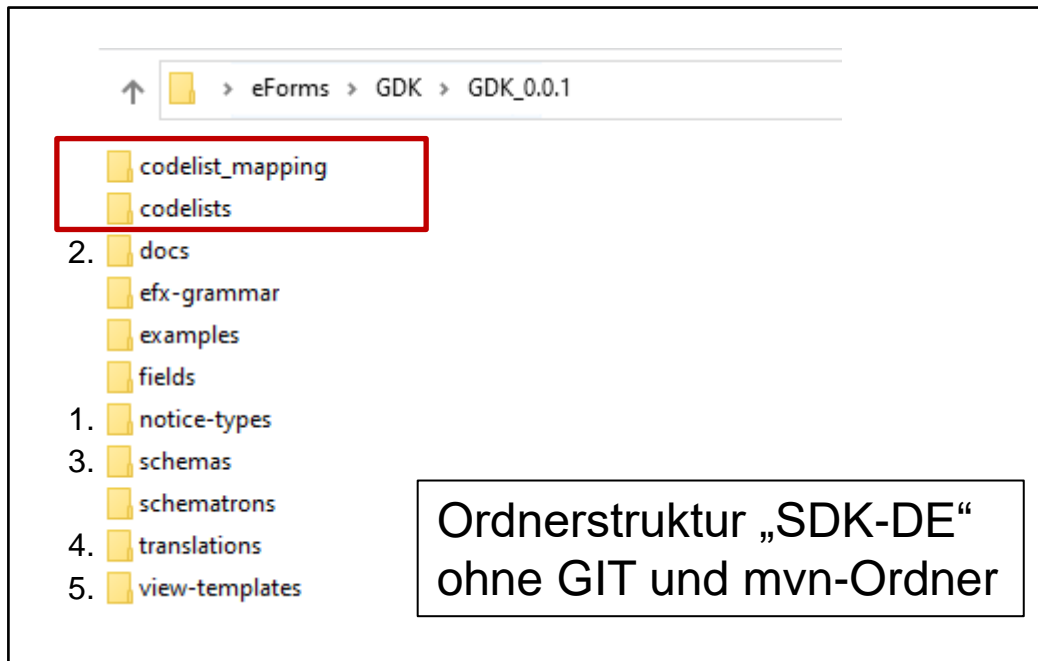 eForms > GDK > GDK_0.0.1
codelist_mapping
codelists
2. docs
efx-grammar
examples
fields
1. notice-types
3. schemas
schematrons
4. translations
5. view-templates
Ordnerstruktur „SDK-DE“
ohne GIT und mvn-Ordner